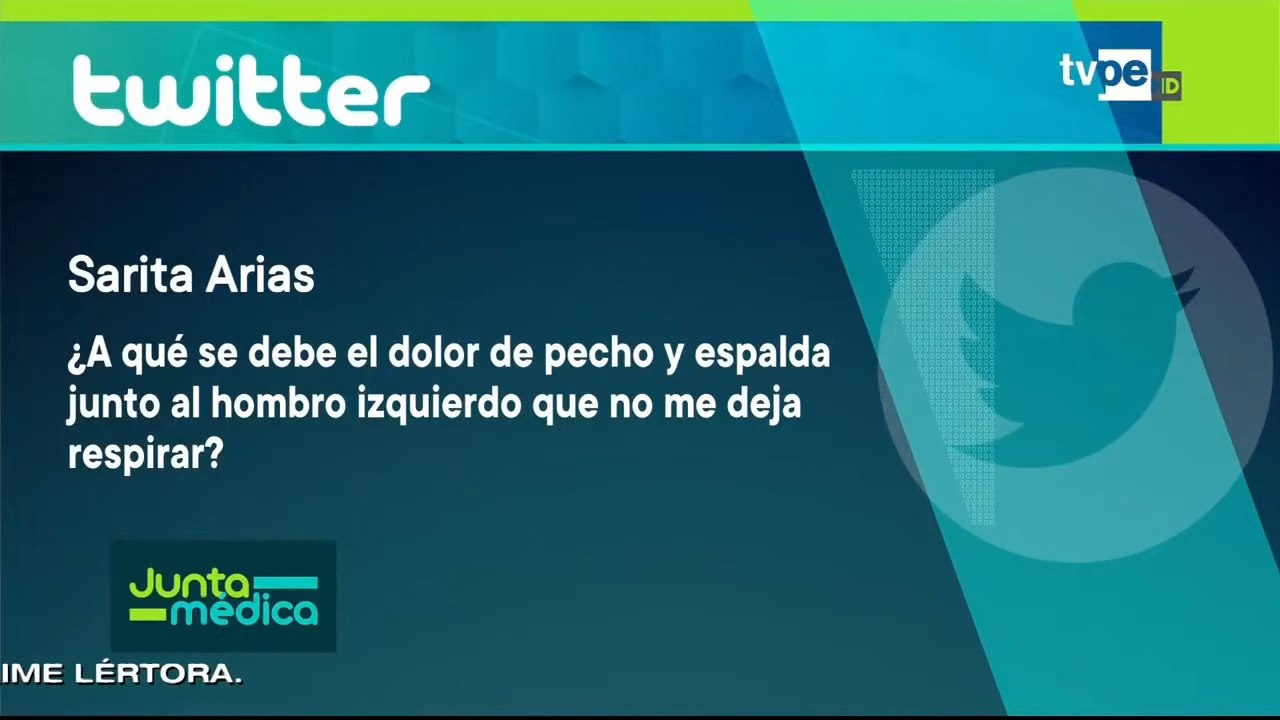 twitter
tvpe HD
Sarita Arias
¿A qué se debe el dolor de pecho y espalda
junto al hombro izquierdo que no me deja
respirar?
Junta
médica
IME LÉRTORA.